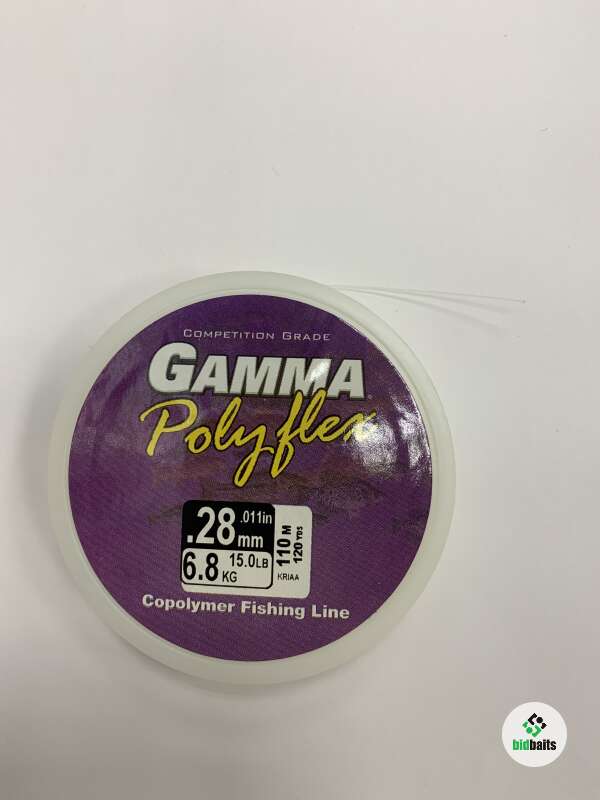 COMPETITION GRADE
GAMMA®
Polyflex
.28 mm .011in
6.8 KG 15.0LB
110 M
120 YDS
KRIAA
Copolymer Fishing Line
bidbaits